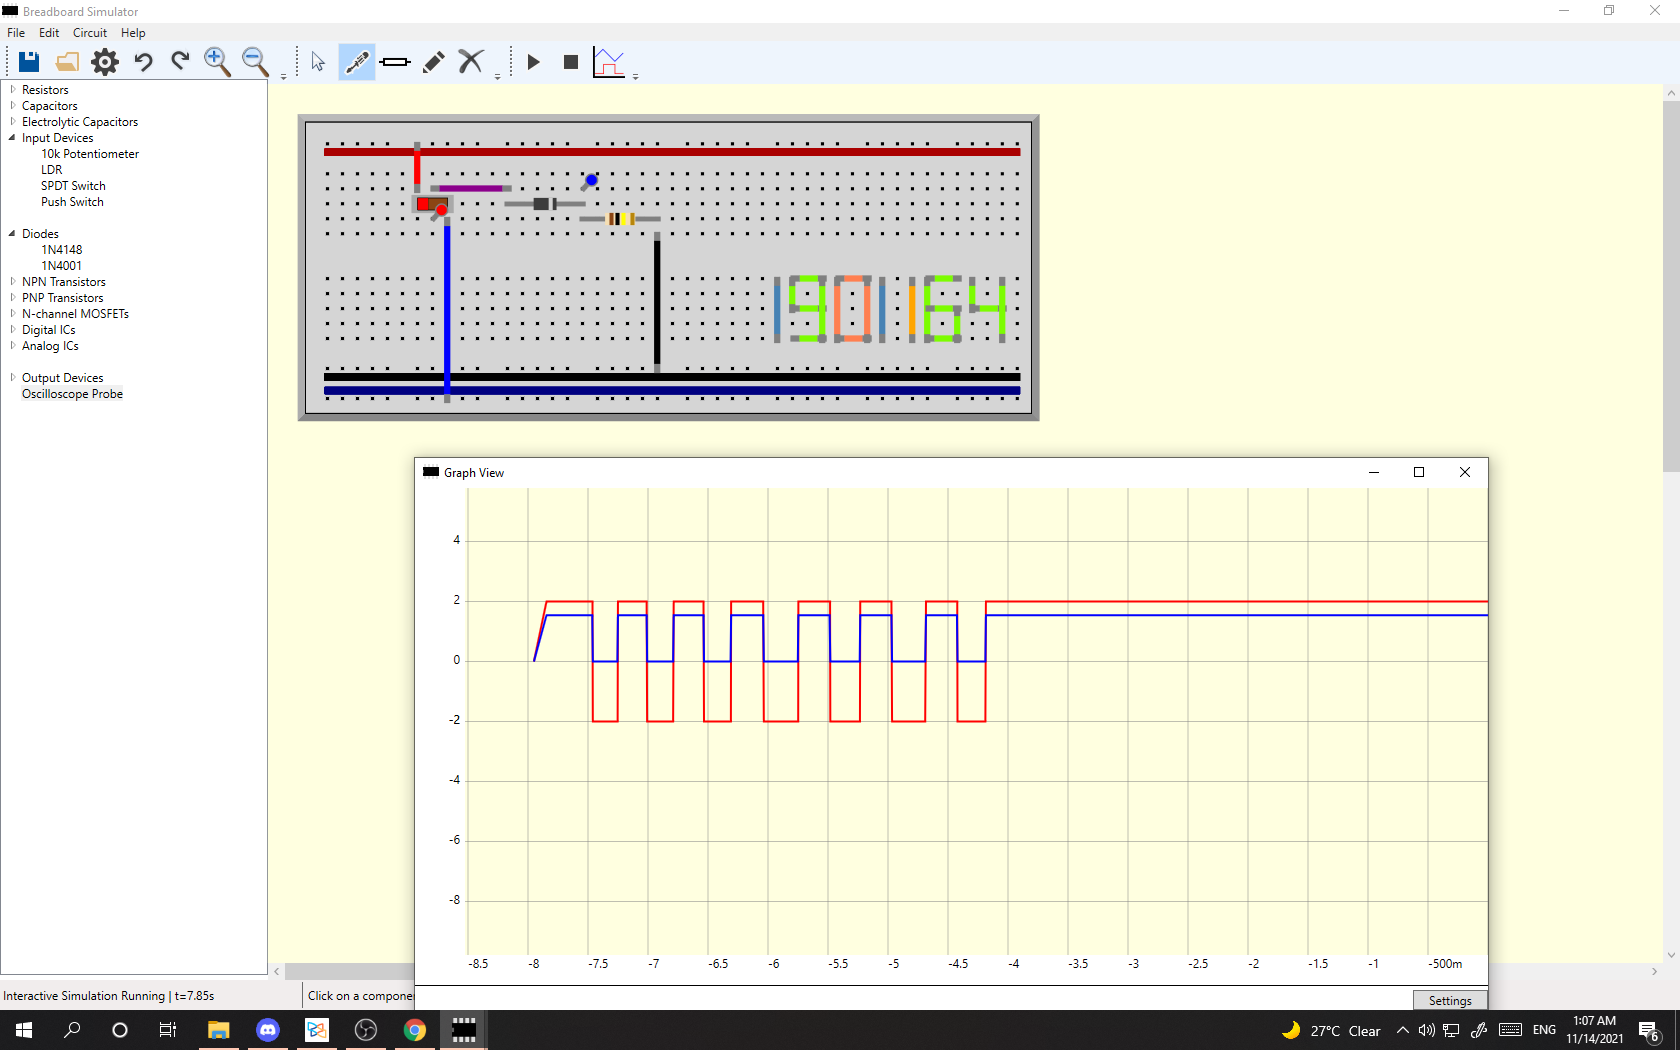 Breadboard Simulator
File Edit Circuit Help
Resistors
Capacitors
Electrolytic Capacitors
Input Devices
10k Potentiometer
LDR
SPDT Switch
Push Switch
Diodes
1N4148
1N4001
NPN Transistors
PNP Transistors
N-channel MOSFETs
Digital ICs
Analog ICs
Output Devices
Oscilloscope Probe
190164
Graph View
4
2
0
-2
-4
-6
-8
-8.5 -8 -7.5 -7 -6.5 -6 -5.5 -5 -4.5 -4 -3.5 -3 -2.5 -2 -1.5 -1 -500m
Settings
Interactive Simulation Running | t=7.85s
Click on a compone
27°C Clear
ENG
1:07 AM
11/14/2021
6